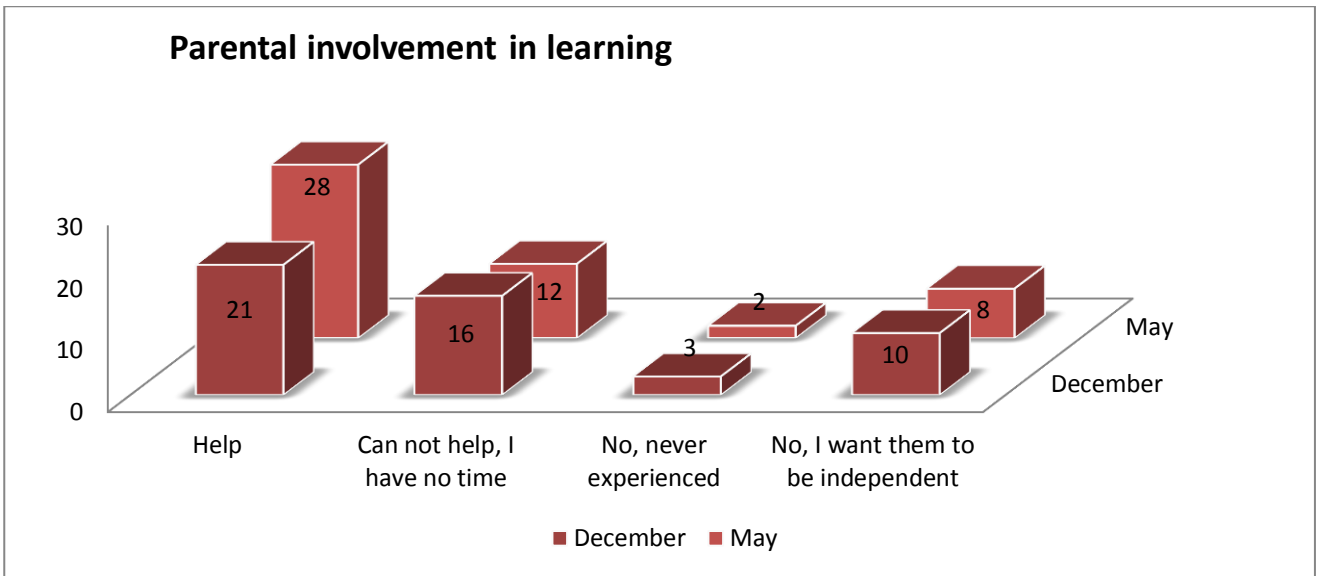 Parental involvement in learning
28
30
21
12
20
16
2
8
May
10
3
10
December
0
Help
Can not help, I
have no time
No, never
experienced
No, I want them to
be independent
December May